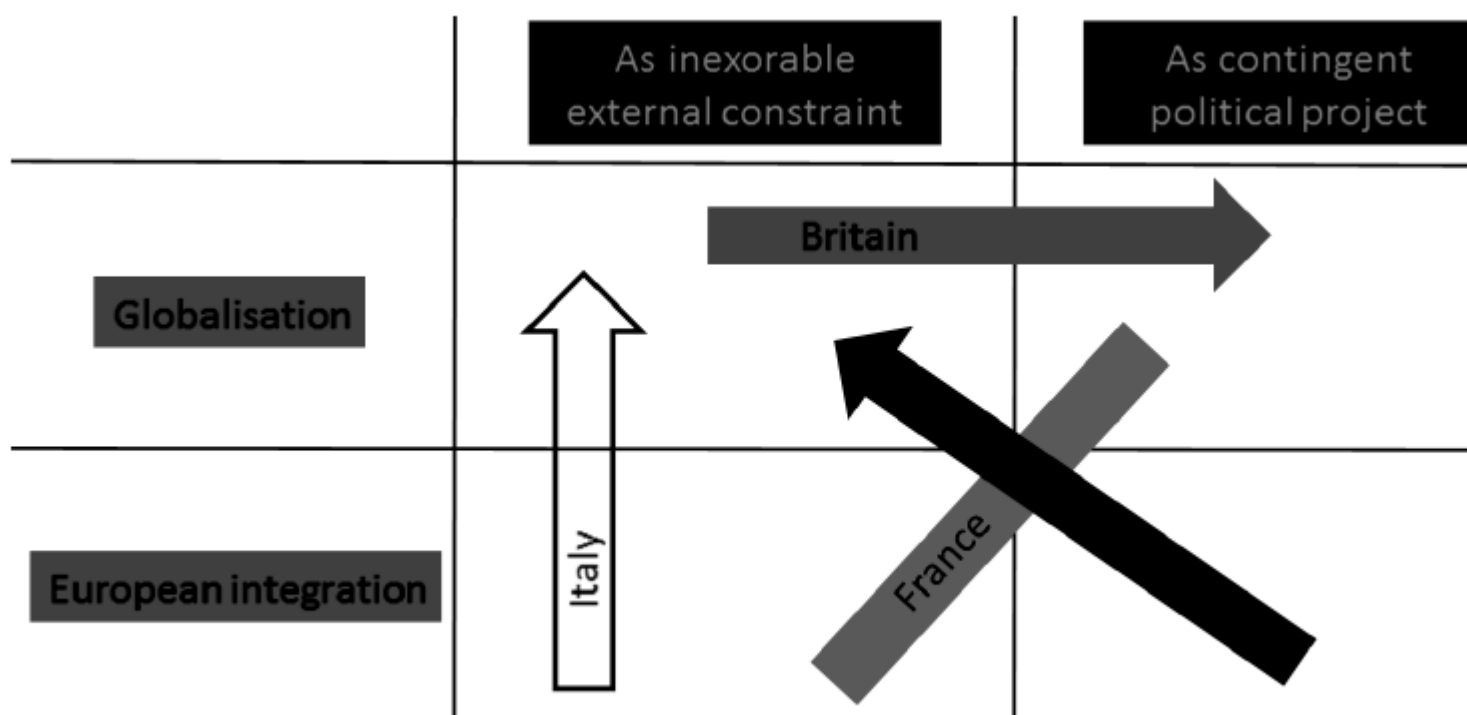 As inexorable
external constraint
As contingent
political project
Britain
Globalisation
France
Italy
European integration